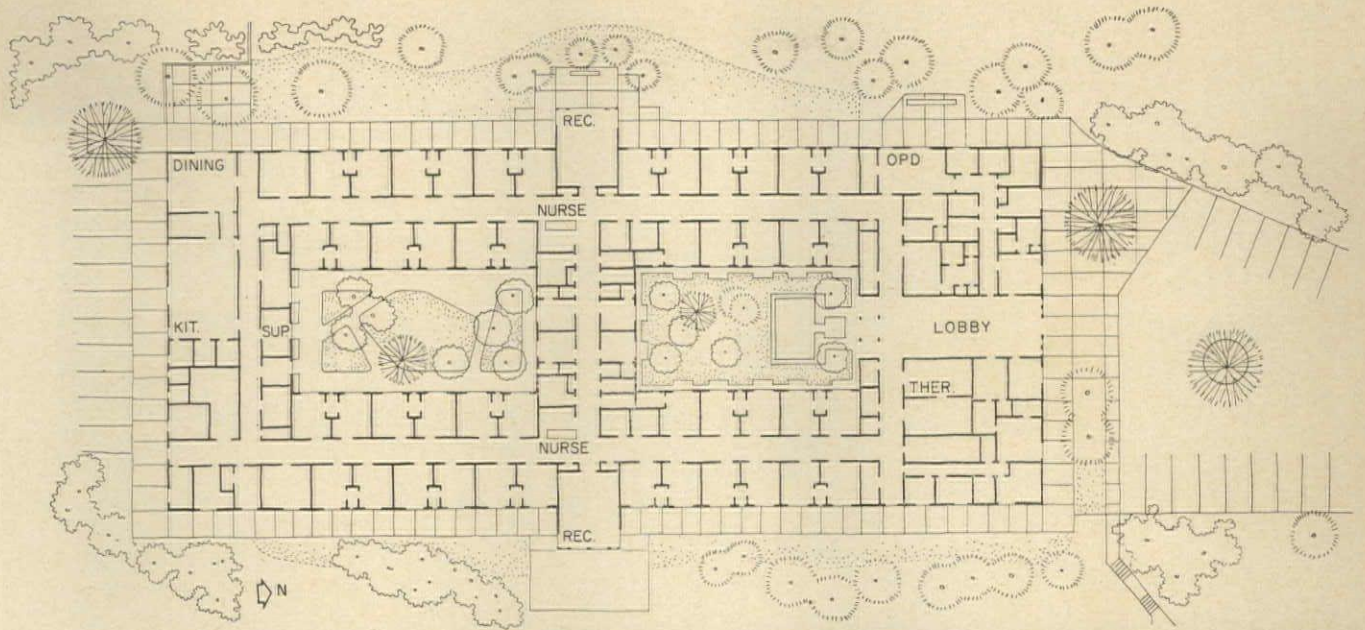 REC.
DINING
OPD
NURSE
KIT.
SUP.
LOBBY
THER.
NURSE
REC.
N